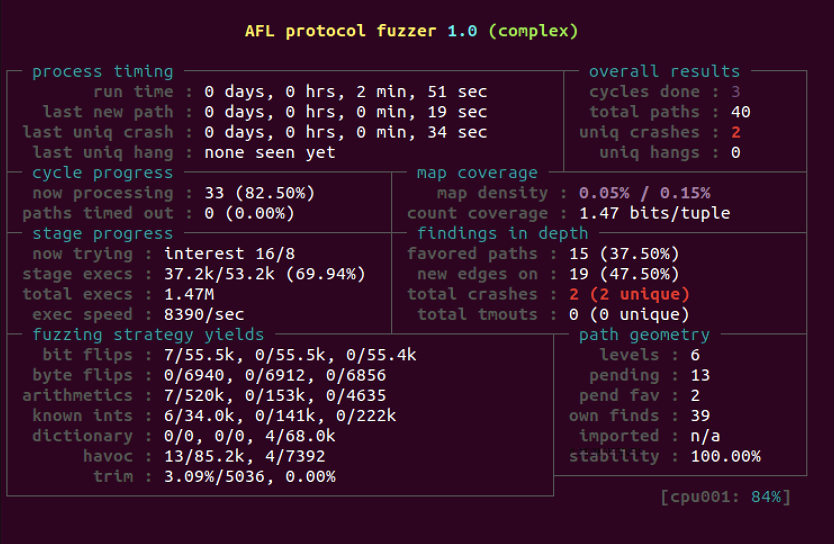 AFL protocol fuzzer 1.0 (complex)
process timing
run time : 0 days, 0 hrs, 2 min, 51 sec
last new path : 0 days, 0 hrs, 0 min, 19 sec
last uniq crash : 0 days, 0 hrs, 0 min, 34 sec
last uniq hang : none seen yet
overall results
cycles done : 3
total paths : 40
uniq crashes : 2
uniq hangs : 0
cycle progress
now processing : 33 (82.50%)
paths timed out : 0 (0.00%)
map coverage
map density : 0.05% / 0.15%
count coverage : 1.47 bits/tuple
stage progress
now trying : interest 16/8
stage execs : 37.2k/53.2k (69.94%)
total execs : 1.47M
exec speed : 8390/sec
findings in depth
favored paths : 15 (37.50%)
new edges on : 19 (47.50%)
total crashes : 2 (2 unique)
total tmouts : 0 (0 unique)
fuzzing strategy yields
bit flips : 7/55.5k, 0/55.5k, 0/55.4k
byte flips : 0/6940, 0/6912, 0/6856
arithmetics : 7/520k, 0/153k, 0/4635
known ints : 6/34.0k, 0/141k, 0/222k
dictionary : 0/0, 0/0, 4/68.0k
havoc : 13/85.2k, 4/7392
trim : 3.09%/5036, 0.00%
path geometry
levels : 6
pending : 13
pend fav : 2
own finds : 39
imported : n/a
stability : 100.00%
[cpu001: 84%]